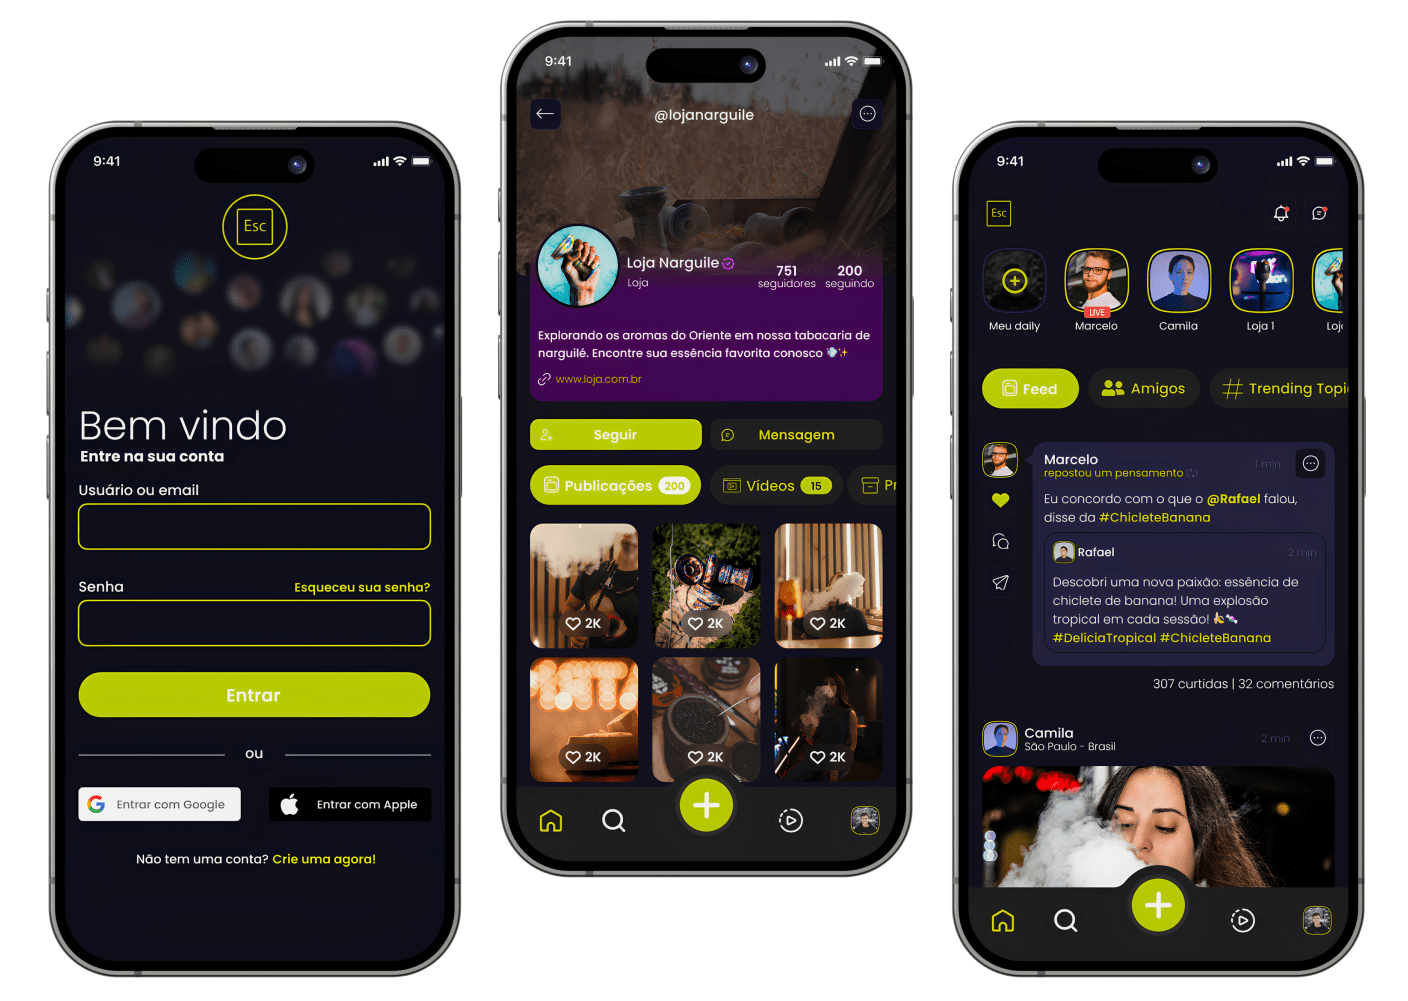 9:41
Esc
Bem vindo
Entre na sua conta
Usuário ou email
Senha
Esqueceu sua senha?
Entrar
ou
Entrar com Google
Entrar com Apple
Não tem uma conta? Crie uma agora!
9:41
@lojanarguile
Loja Narguile
Loja
751
seguidores
200
seguindo
Explorando os aromas do Oriente em nossa tabacaria de
narguilé. Encontre sua essência favorita conosco 💨✨
www.loja.com.br
Seguir
Mensagem
Publicações 200
Vídeos 15
Pr
2K
2K
2K
2K
2K
2K
9:41
Esc
Meu daily
LIVE
Marcelo
Camila
Loja 1
Loj
Feed
Amigos
Trending Topi
Marcelo
1 min
repostou um pensamento
Eu concordo com o que o @Rafael falou,
disse da #ChicleteBanana
Rafael
2 min
Descobri uma nova paixão: essência de
chiclete de banana! Uma explosão
tropical em cada sessão! 🍌🍬
#DelíciaTropical #ChicleteBanana
307 curtidas | 32 comentários
Camila
São Paulo - Brasil
2 min